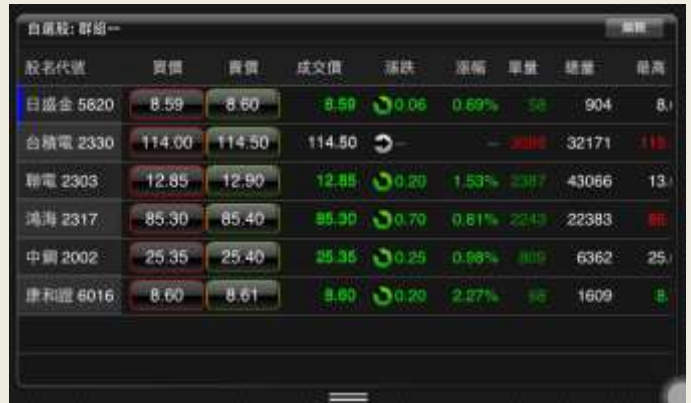 自選股: 群組一 編輯
股名代號 買價 賣價 成交價 漲跌 漲幅 單量 總量 最高
日盛金 5820 8.59 8.60 8.59 0.06 0.69% 58 904
台積電 2330 114.00 114.50 114.50 -- -- 32171
聯電 2303 12.85 12.90 12.85 0.20 1.53% 2387 43066
鴻海 2317 85.30 85.40 85.30 0.70 0.81% 2243 22383
中鋼 2002 25.35 25.40 25.35 0.25 0.98% 809 6362
康和證 6016 8.60 8.61 8.60 0.20 2.27% 1609